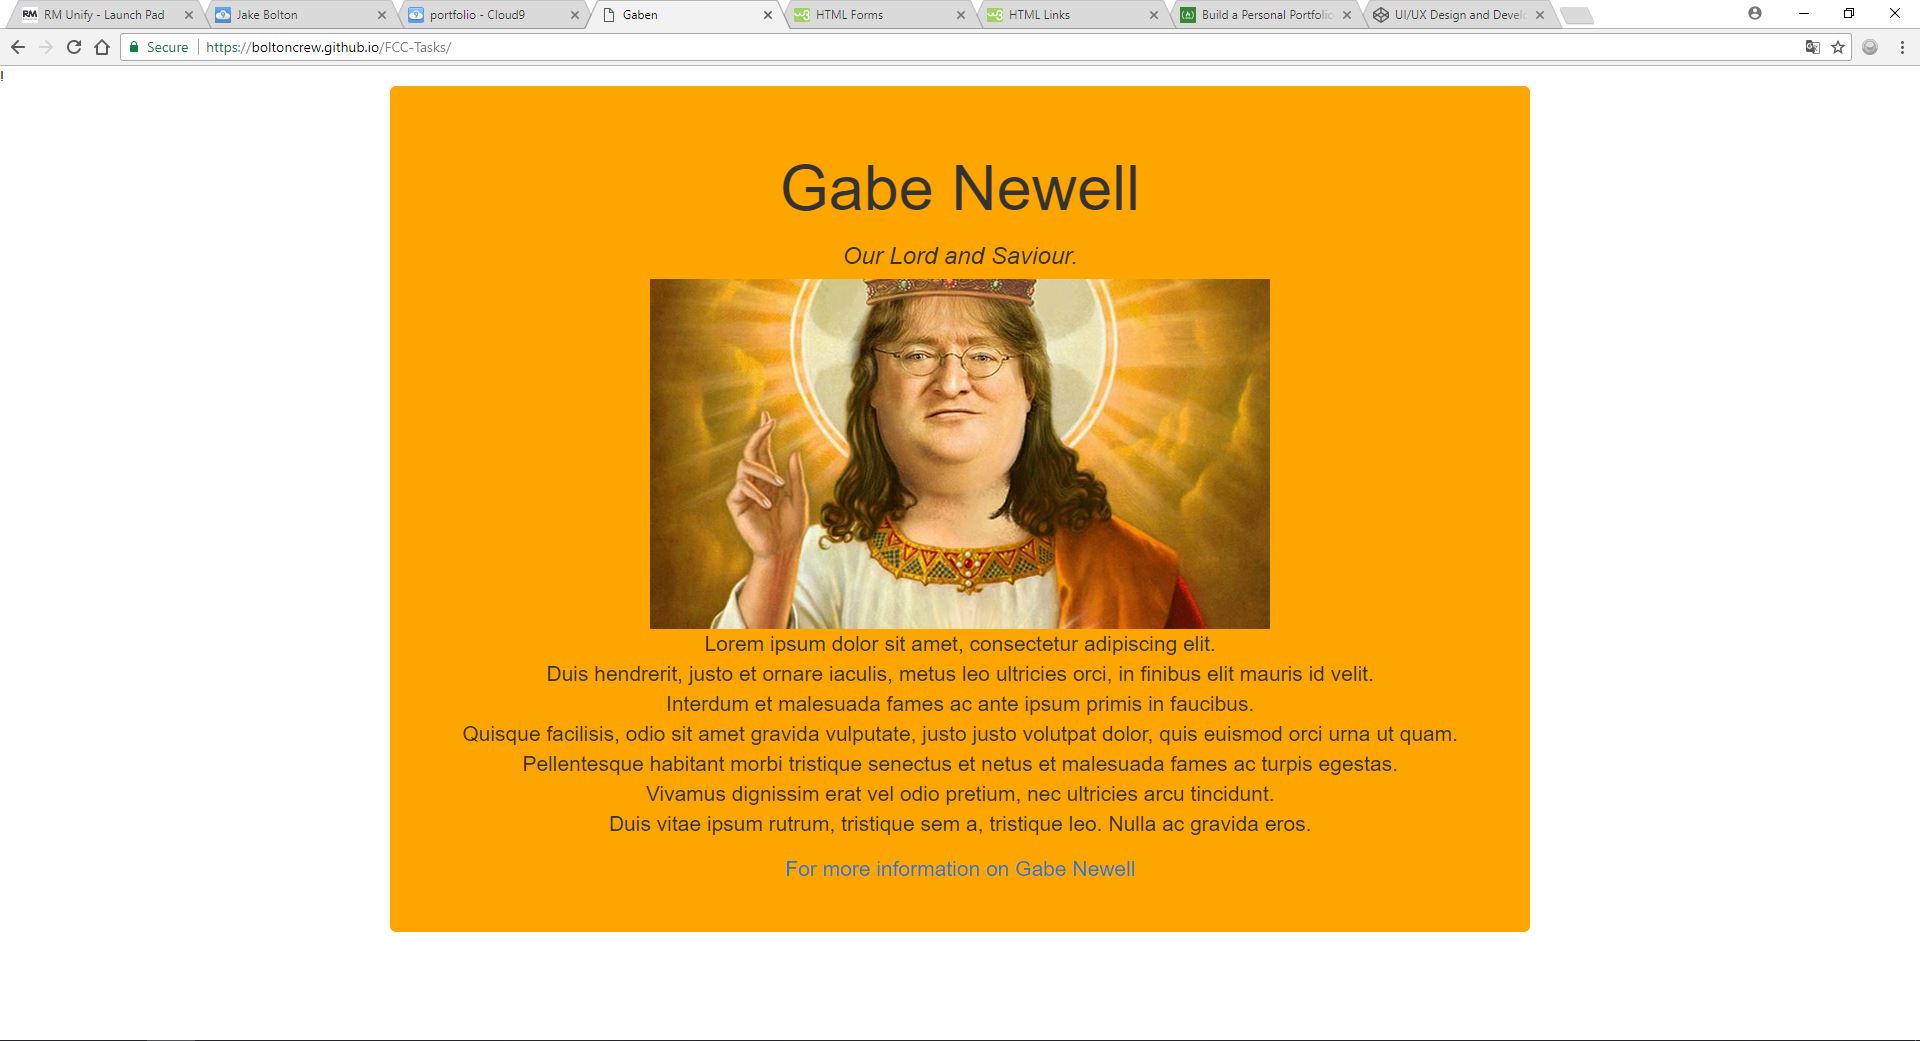 RM Unify - Launch Pad
Jake Bolton
portfolio - Cloud9
Gaben
HTML Forms
HTML Links
Build a Personal Portfolio
UI/UX Design and Develo
Secure
https://boltoncrew.github.io/FCC-Tasks/
!
Gabe Newell
Our Lord and Saviour.
Lorem ipsum dolor sit amet, consectetur adipiscing elit.
Duis hendrerit, justo et ornare iaculis, metus leo ultricies orci, in finibus elit mauris id velit.
Interdum et malesuada fames ac ante ipsum primis in faucibus.
Quisque facilisis, odio sit amet gravida vulputate, justo justo volutpat dolor, quis euismod orci urna ut quam.
Pellentesque habitant morbi tristique senectus et netus et malesuada fames ac turpis egestas.
Vivamus dignissim erat vel odio pretium, nec ultricies arcu tincidunt.
Duis vitae ipsum rutrum, tristique sem a, tristique leo. Nulla ac gravida eros.
For more information on Gabe Newell